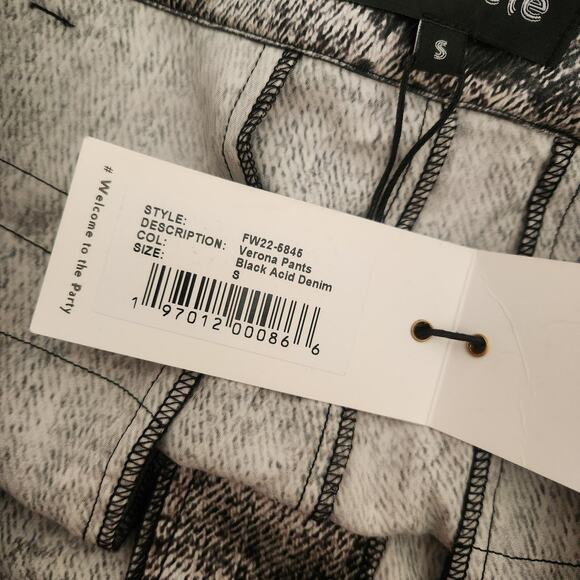 S
# Welcome to the Party
STYLE: FW22-5845
DESCRIPTION: Verona Pants
COL: Black Acid Denim
SIZE: S
1 97012 00086 6